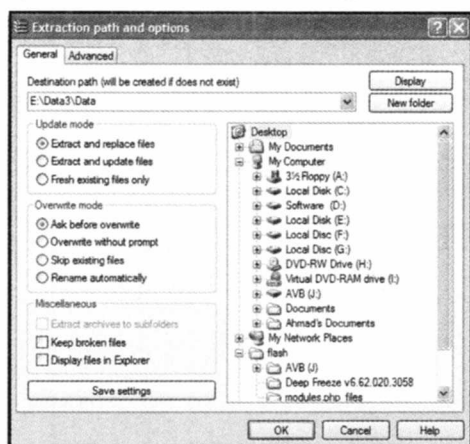 Extraction path and options
General
Advanced
Destination path (will be created if does not exist)
Display
E:\Data3\Data
New folder
Update mode
Extract and replace files
Extract and update files
Fresh existing files only
Overwrite mode
Ask before overwrite
Overwrite without prompt
Skip existing files
Rename automatically
Miscellaneous
Extract archives to subfolders
Keep broken files
Display files in Explorer
Save settings
Desktop
My Documents
My Computer
3½ Floppy (A:)
Local Disk (C:)
Software (D:)
Local Disk (E:)
Local Disc (F:)
Local Disc (G:)
DVD-RW Drive (H:)
Virtual DVD-RAM drive (I:)
AVB (J:)
Documents
Ahmad's Documents
My Network Places
flash
AVB (J)
Deep Freeze v6.62.020.3058
modules.php_files
OK
Cancel
Help